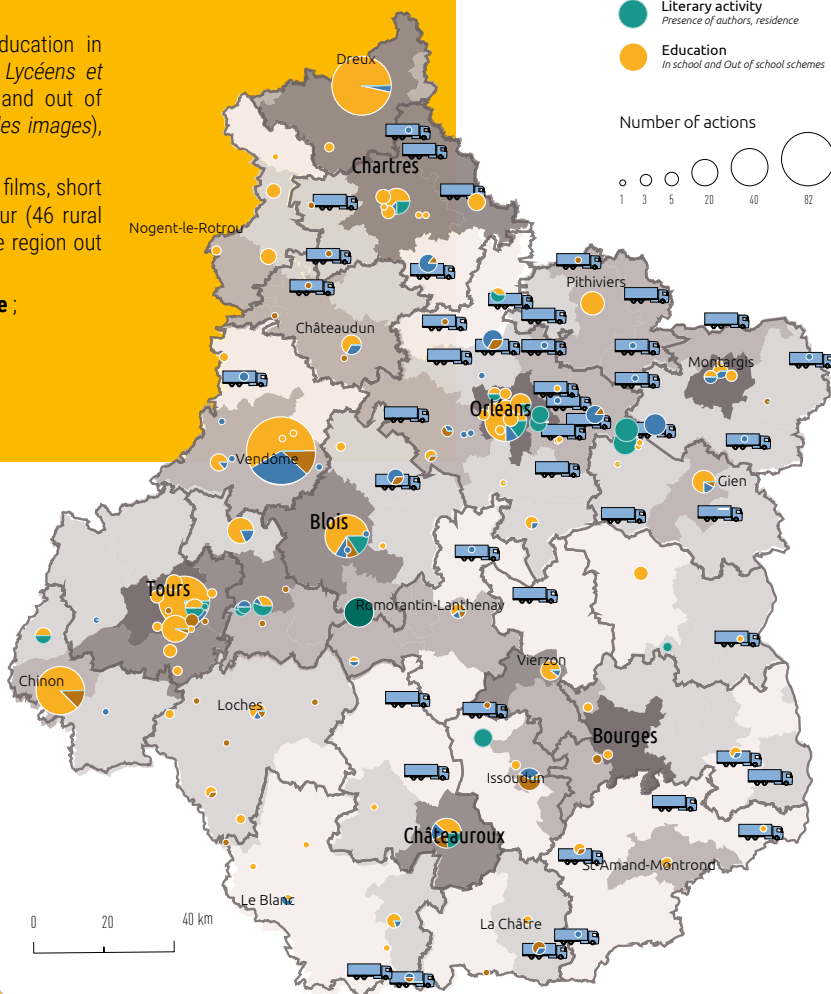 ducation in
Lycéens et
and out of
les images),
films, short
ur (46 rural
e region out
e ;
Literary activity
Presence of authors, residence
Education
In school and Out of school schemes
Number of actions
1 3 5 20 40 82
Dreux
Chartres
Nogent-le-Rotrou
Pithiviers
Châteaudun
Montargis
Orléans
Vendôme
Gien
Blois
Tours
Romorantin-Lanthenay
Vierzon
Chinon
Loches
Bourges
Issoudun
Châteauroux
St-Amand-Montrond
Le Blanc
La Châtre
0 20 40 km